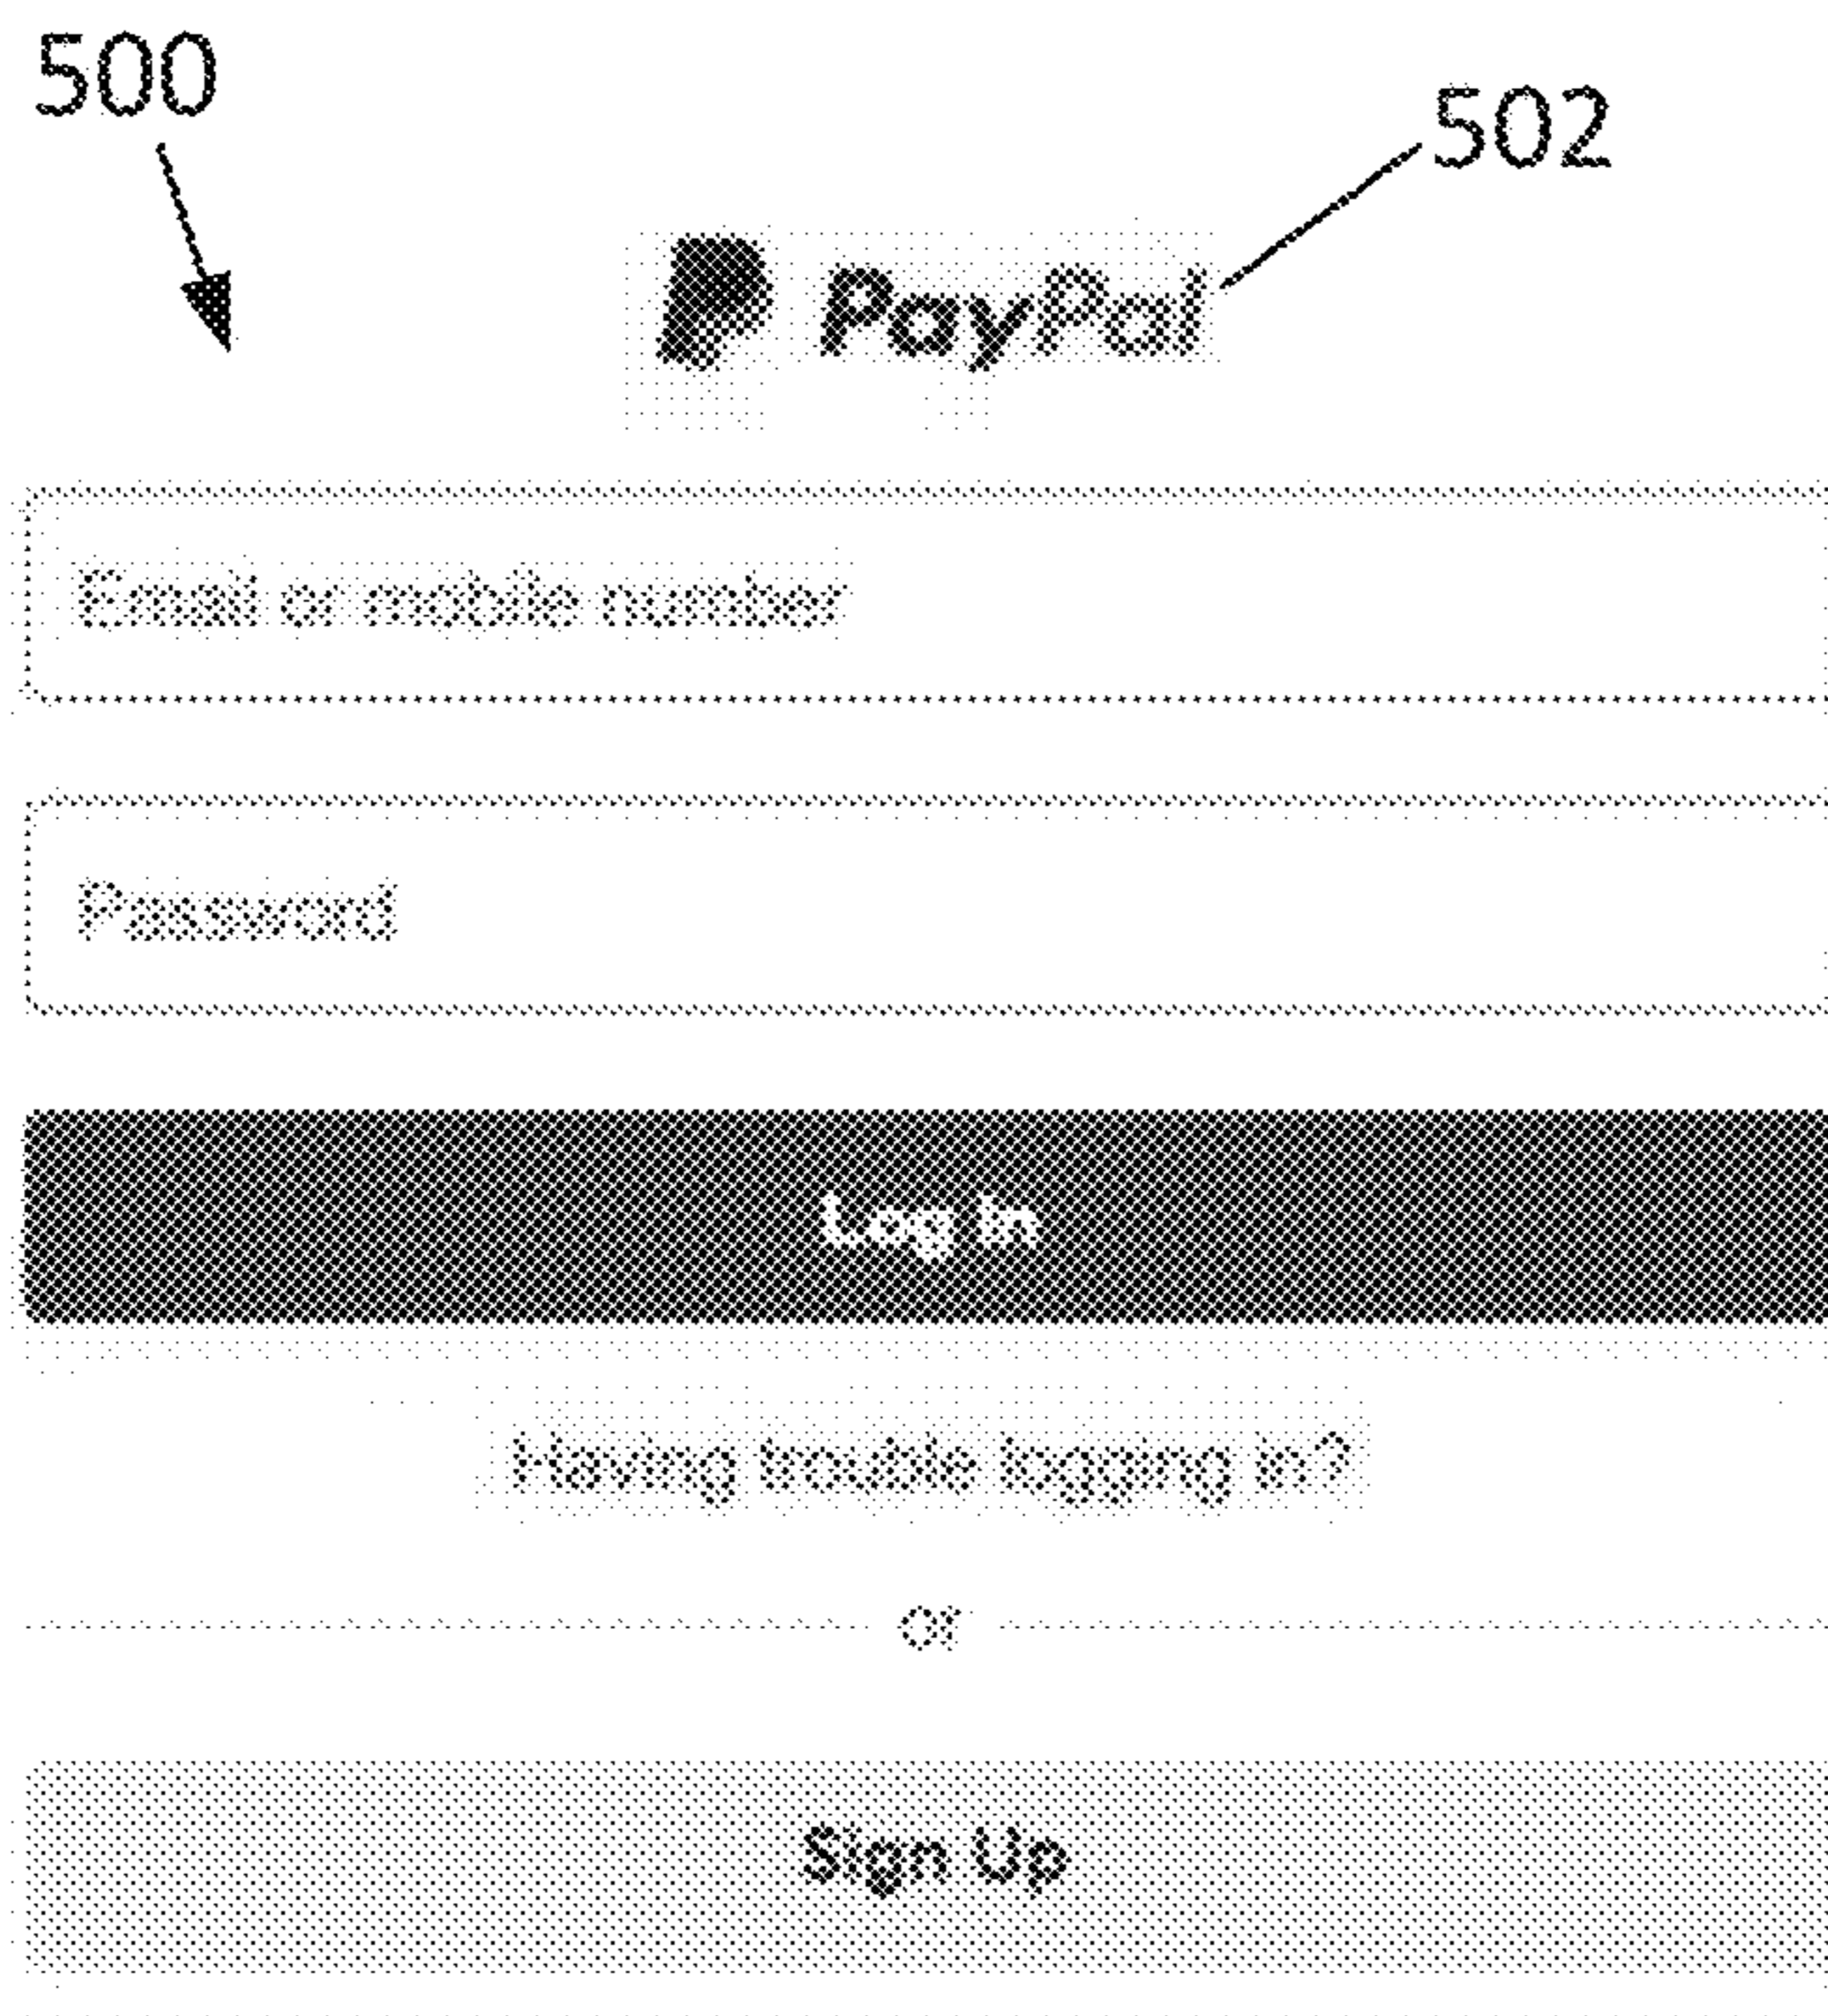 500
502
PayPal
Email or mobile number
Password
Log In
Having trouble logging in?
or
Sign Up